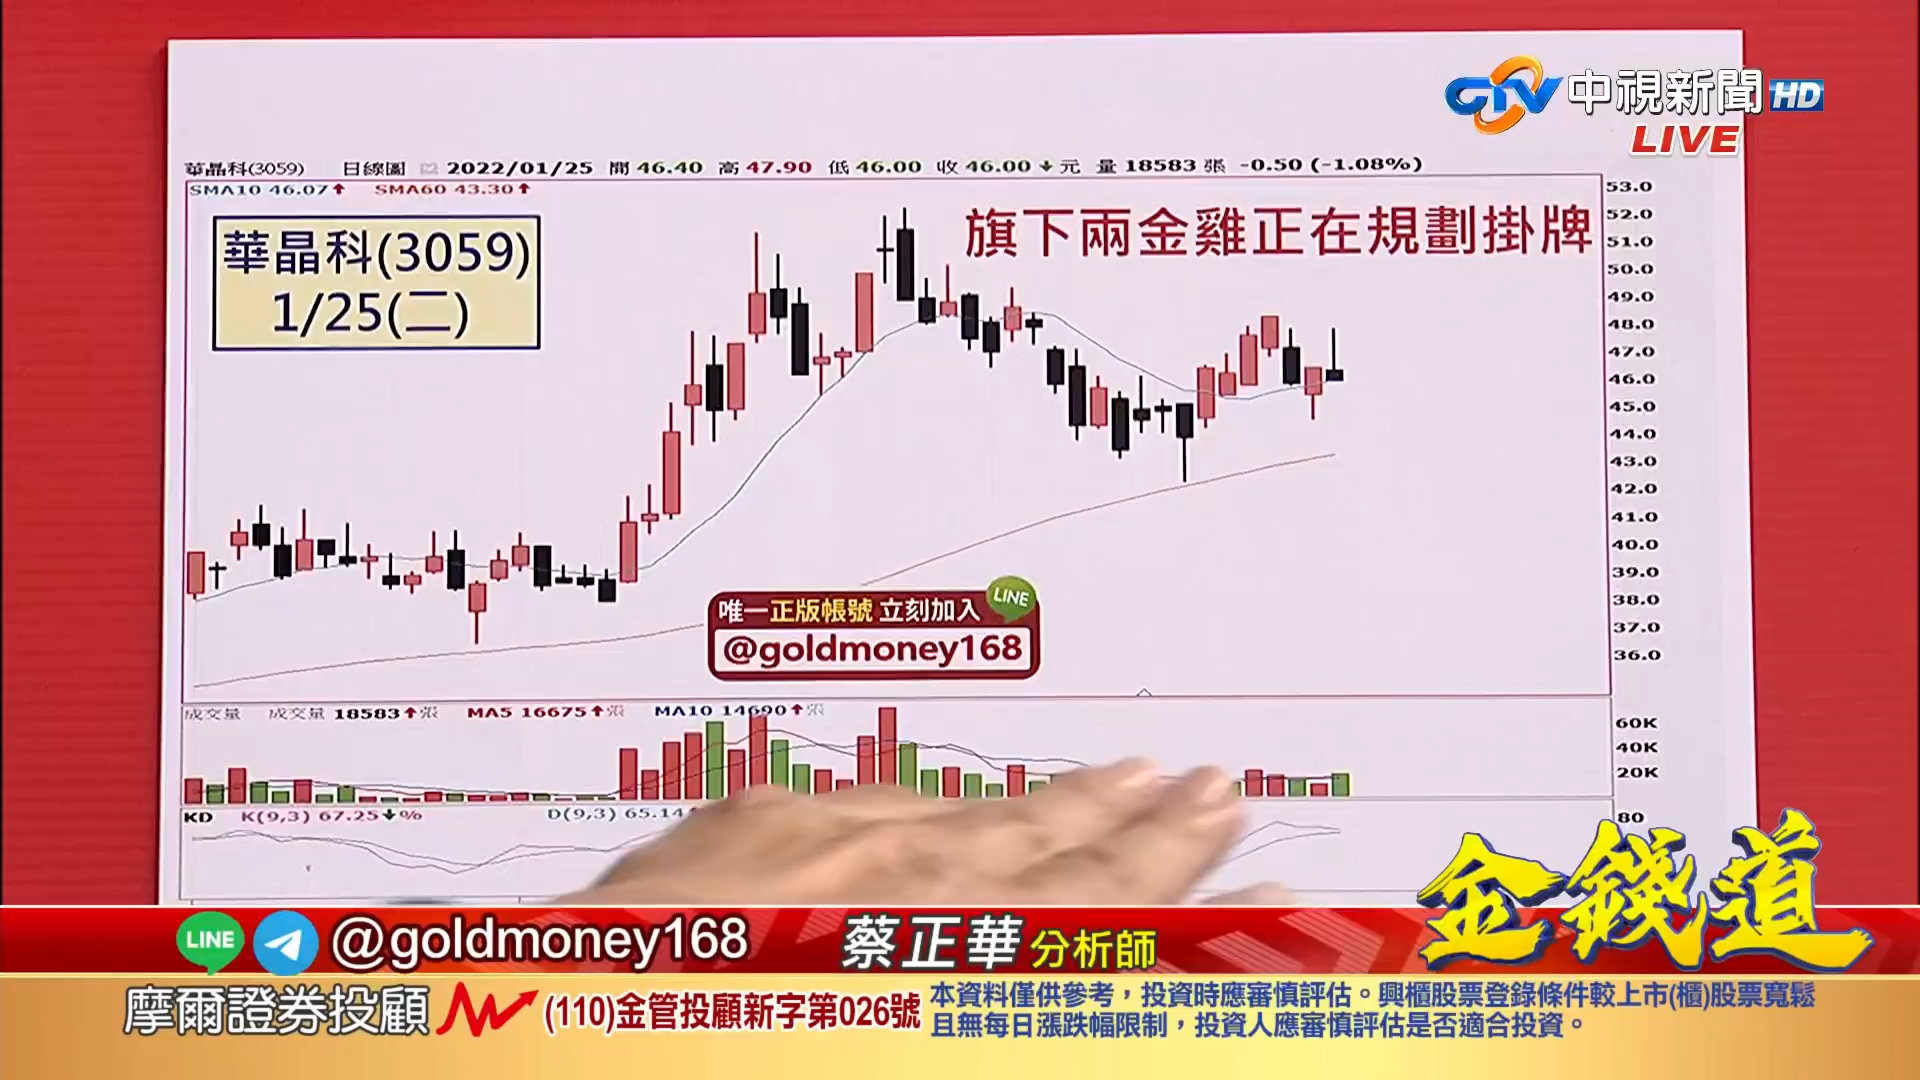 CTV 中視新聞 HD
LIVE
華晶科(3059) 日線圖 2022/01/25 開 46.40 高 47.90 低 46.00 收 46.00↓元 量 18583 張 -0.50 (-1.08%)
SMA10 46.07↑ SMA60 43.30↑
華晶科(3059)
1/25(二)
旗下兩金雞正在規劃掛牌
53.0
52.0
51.0
50.0
49.0
48.0
47.0
46.0
45.0
44.0
43.0
42.0
41.0
40.0
39.0
38.0
37.0
36.0
唯一正版帳號 立刻加入 LINE
@goldmoney168
成交量 成交量 18583↑張 MA5 16675↑張 MA10 14690↑張
60K
40K
20K
KD K(9,3) 67.25↓% D(9,3) 65.14
80
金錢道
LINE @goldmoney168 蔡正華 分析師
摩爾證券投顧 (110)金管投顧新字第026號
本資料僅供參考，投資時應審慎評估。興櫃股票登錄條件較上市(櫃)股票寬鬆
且無每日漲跌幅限制，投資人應審慎評估是否適合投資。